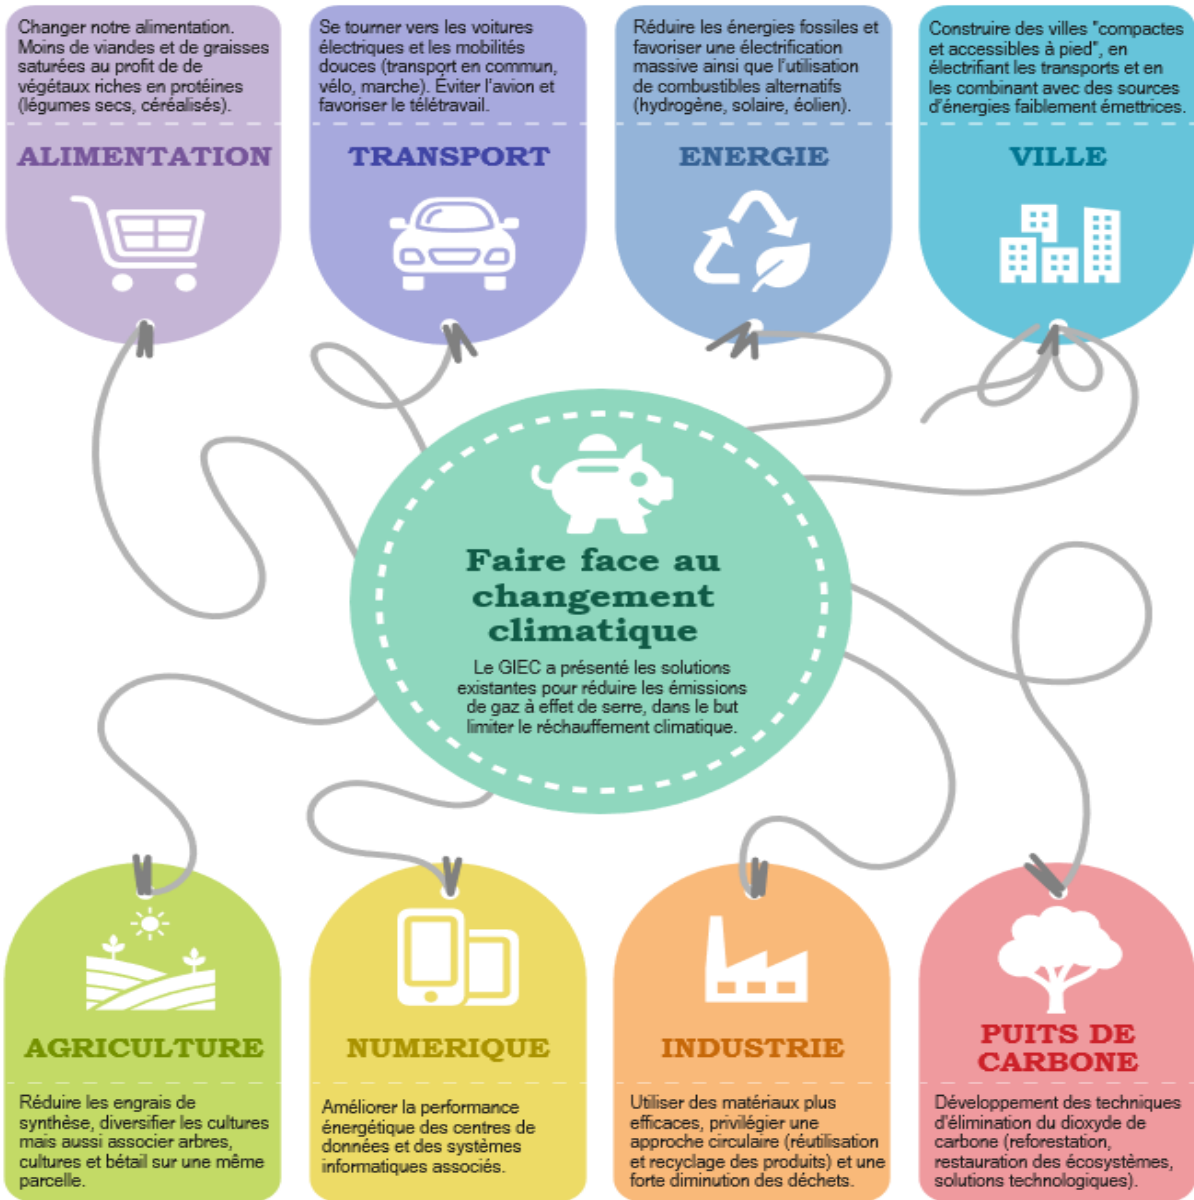 Changer notre alimentation.
Moins de viandes et de graisses
saturées au profit de de
végétaux riches en protéines
(légumes secs, céréalisés).
ALIMENTATION
Se tourner vers les voitures
électriques et les mobilités
douces (transport en commun,
vélo, marche). Éviter l'avion et
favoriser le télétravail.
TRANSPORT
Réduire les énergies fossiles et
favoriser une électrification
massive ainsi que l'utilisation
de combustibles alternatifs
(hydrogène, solaire, éolien).
ENERGIE
Construire des villes "compactes
et accessibles à pied", en
électrifiant les transports et en
les combinant avec des sources
d'énergies faiblement émettrices.
VILLE
Faire face au
changement
climatique
Le GIEC a présenté les solutions
existantes pour réduire les émissions
de gaz à effet de serre, dans le but
limiter le réchauffement climatique.
AGRICULTURE
Réduire les engrais de
synthèse, diversifier les cultures
mais aussi associer arbres,
cultures et bétail sur une même
parcelle.
NUMERIQUE
Améliorer la performance
énergétique des centres de
données et des systèmes
informatiques associés.
INDUSTRIE
Utiliser des matériaux plus
efficaces, privilégier une
approche circulaire (réutilisation
et recyclage des produits) et une
forte diminution des déchets.
PUITS DE
CARBONE
Développement des techniques
d'élimination du dioxyde de
carbone (reforestation,
restauration des écosystèmes,
solutions technologiques).